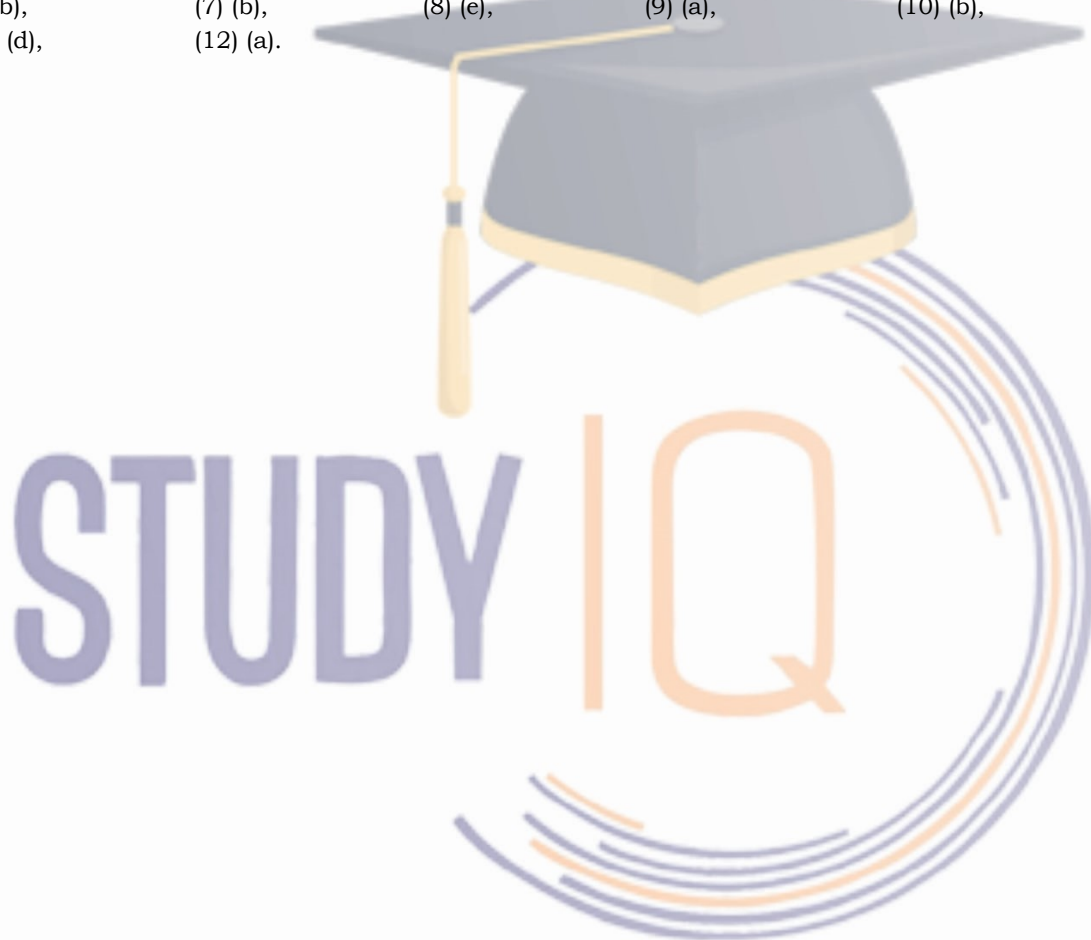 b), (7) (b), (8) (e), (9) (a), (10) (b),
(d), (12) (a).
STUDY IQ